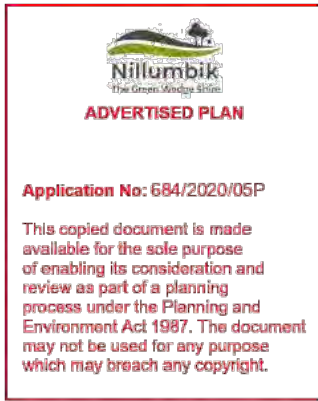 Nillumbik
The Green Wedge Shire
ADVERTISED PLAN
Application No: 684/2020/05P
This copied document is made
available for the sole purpose
of enabling its consideration and
review as part of a planning
process under the Planning and
Environment Act 1987. The document
may not be used for any purpose
which may breach any copyright.